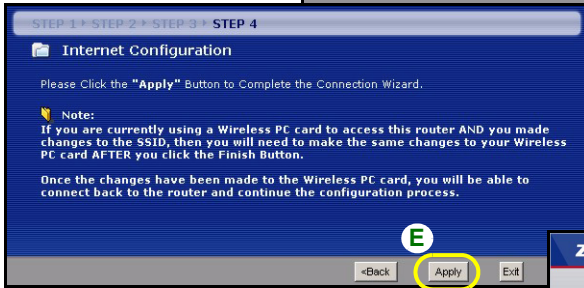 STEP 1 › STEP 2 › STEP 3 › STEP 4
Internet Configuration
Please Click the "Apply" Button to Complete the Connection Wizard.
Note:
If you are currently using a Wireless PC card to access this router AND you made
changes to the SSID, then you will need to make the same changes to your Wireless
PC card AFTER you click the Finish Button.
Once the changes have been made to the Wireless PC card, you will be able to
connect back to the router and continue the configuration process.
E
<Back Apply Exit